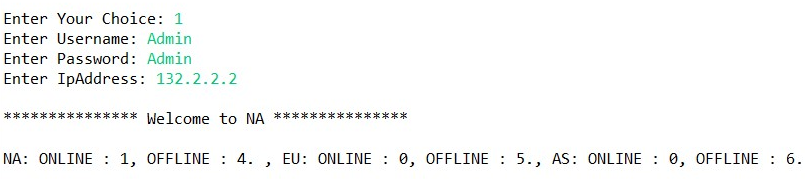 Enter Your Choice: 1
Enter Username: Admin
Enter Password: Admin
Enter IpAddress: 132.2.2.2
*************** Welcome to NA ***************
NA: ONLINE : 1, OFFLINE : 4. , EU: ONLINE : 0, OFFLINE : 5., AS: ONLINE : 0, OFFLINE : 6.